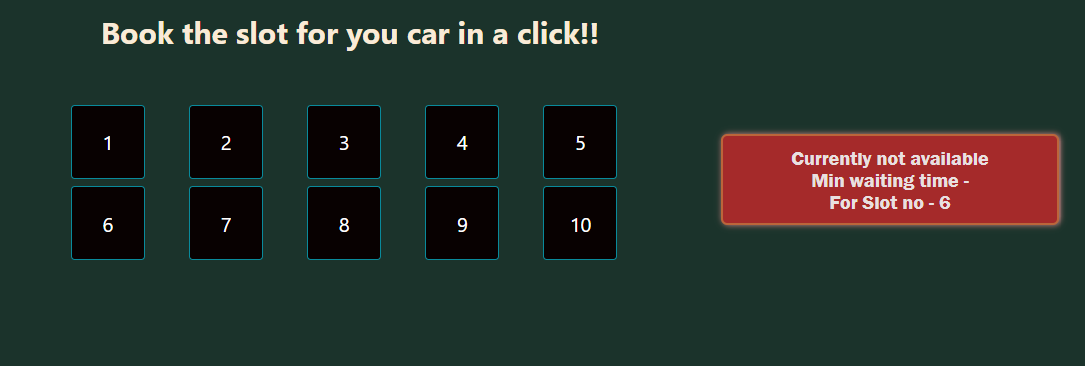 Book the slot for you car in a click!!
1 2 3 4 5
6 7 8 9 10
Currently not available
Min waiting time -
For Slot no - 6